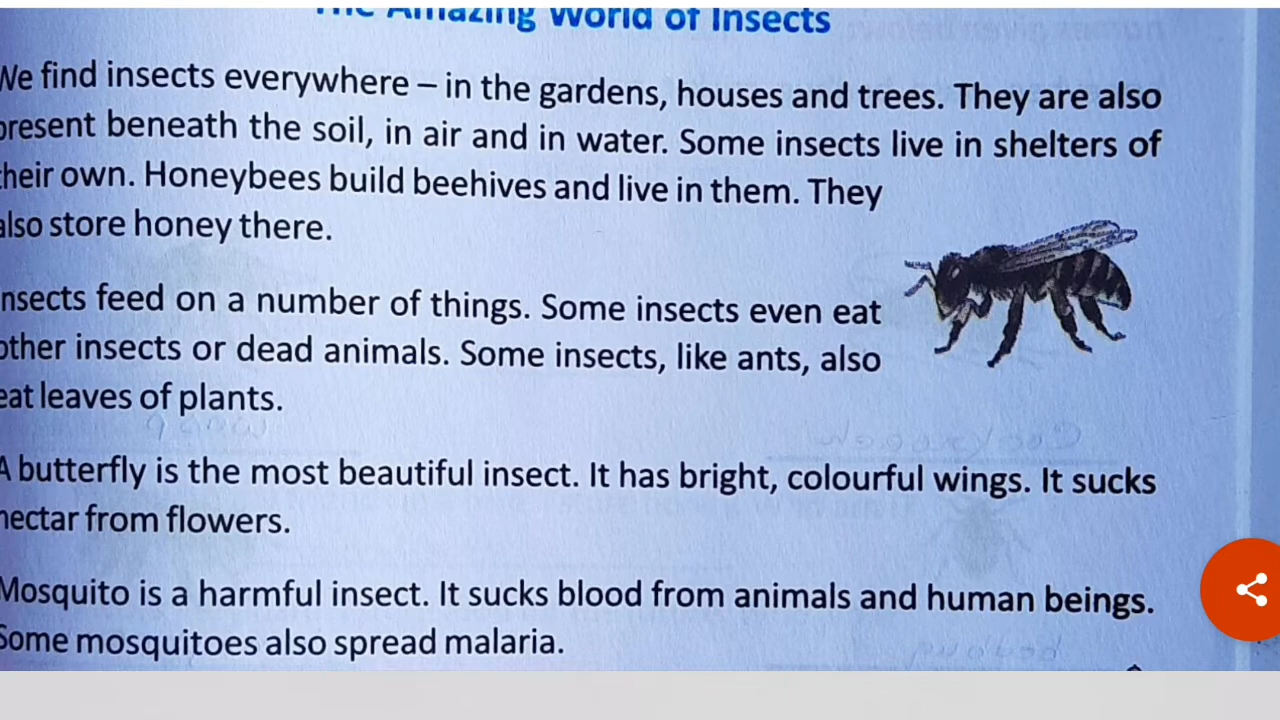 The Amazing World of Insects
We find insects everywhere – in the gardens, houses and trees. They are also
present beneath the soil, in air and in water. Some insects live in shelters of
their own. Honeybees build beehives and live in them. They
also store honey there.
Insects feed on a number of things. Some insects even eat
other insects or dead animals. Some insects, like ants, also
eat leaves of plants.
A butterfly is the most beautiful insect. It has bright, colourful wings. It sucks
nectar from flowers.
Mosquito is a harmful insect. It sucks blood from animals and human beings.
Some mosquitoes also spread malaria.